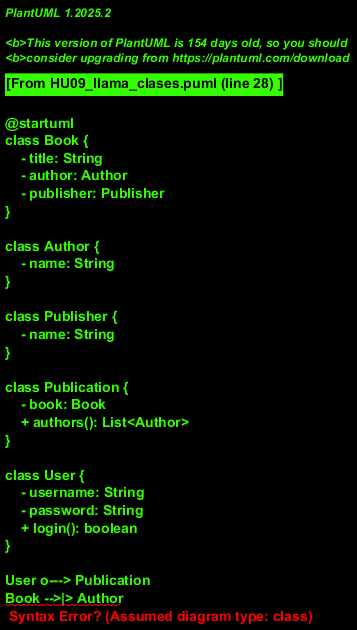 PlantUML 1.2025.2
<b>This version of PlantUML is 154 days old, so you should
<b>consider upgrading from https://plantuml.com/download
[From HU09_llama_clases.puml (line 28) ]
@startuml
class Book {
- title: String
- author: Author
- publisher: Publisher
}
class Author {
- name: String
}
class Publisher {
- name: String
}
class Publication {
- book: Book
+ authors(): List<Author>
}
class User {
- username: String
- password: String
+ login(): boolean
}
User o---> Publication
Book -->|> Author
Syntax Error? (Assumed diagram type: class)